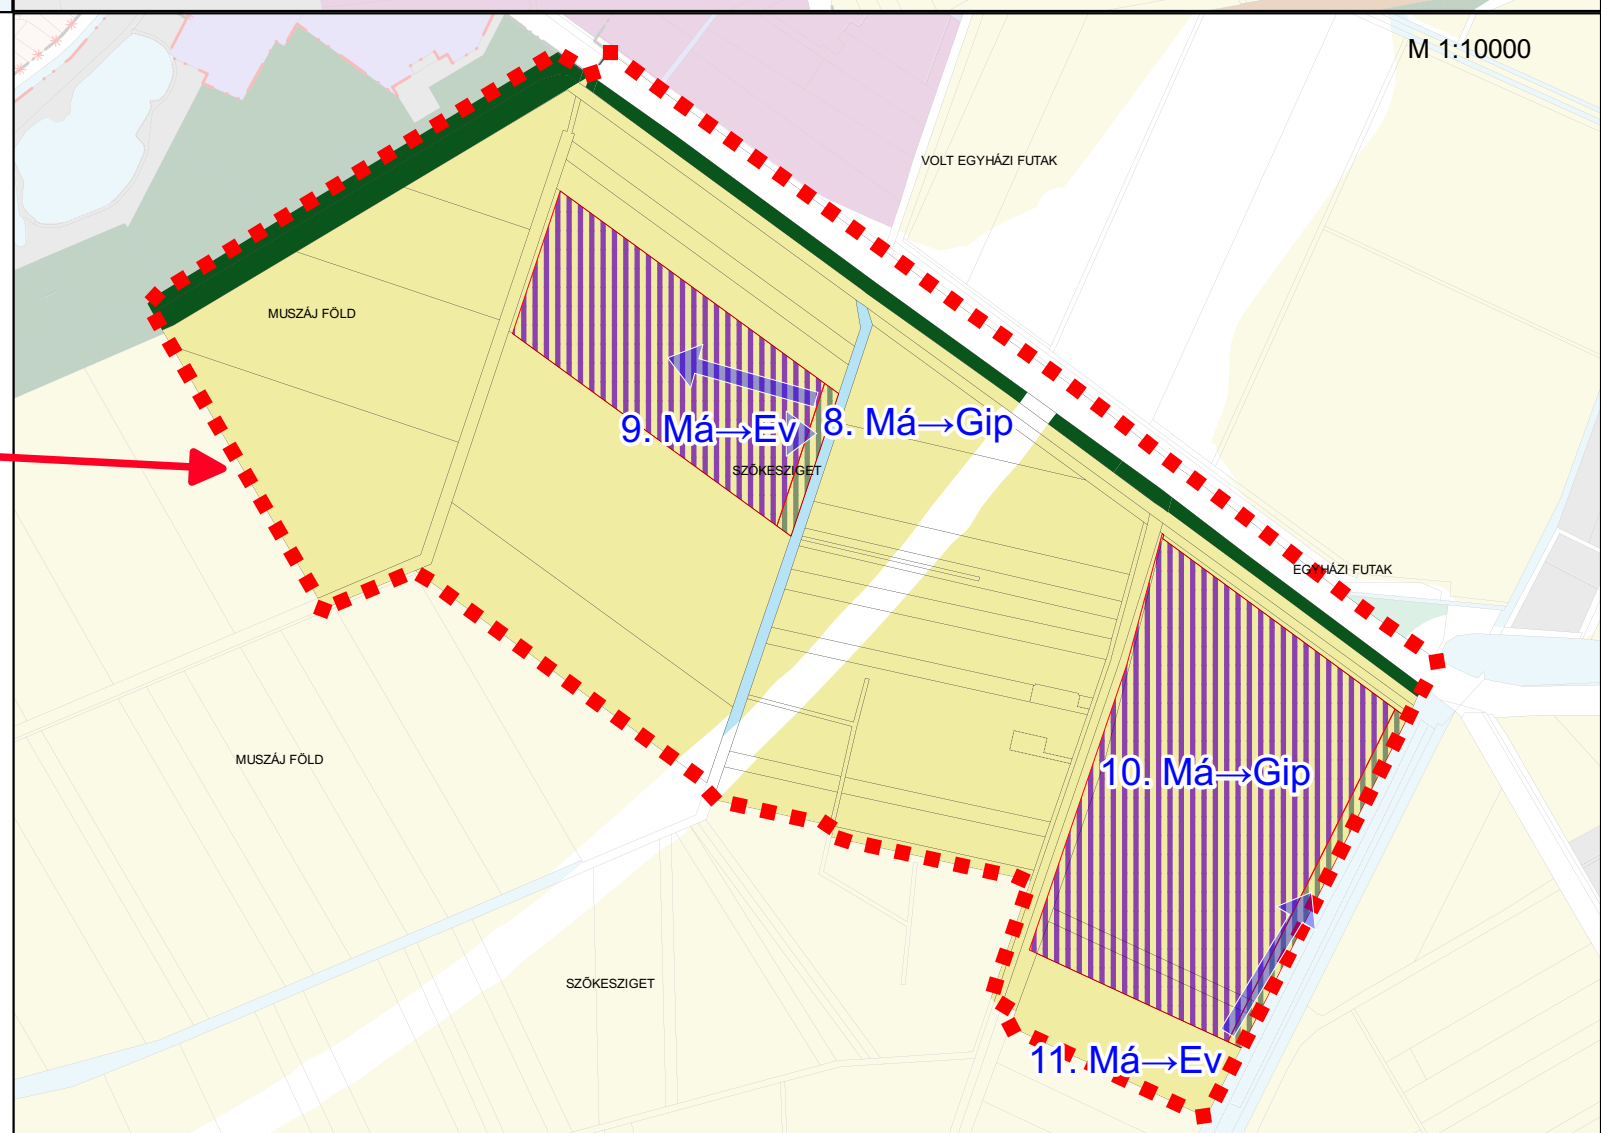 M 1:10000
VOLT EGYHÁZI FUTAK
MUSZÁJ FÖLD
9. Má→Ev
8. Má→Gip
SZŐKESZIGET
EGYHÁZI FUTAK
MUSZÁJ FÖLD
10. Má→Gip
SZŐKESZIGET
11. Má→Ev